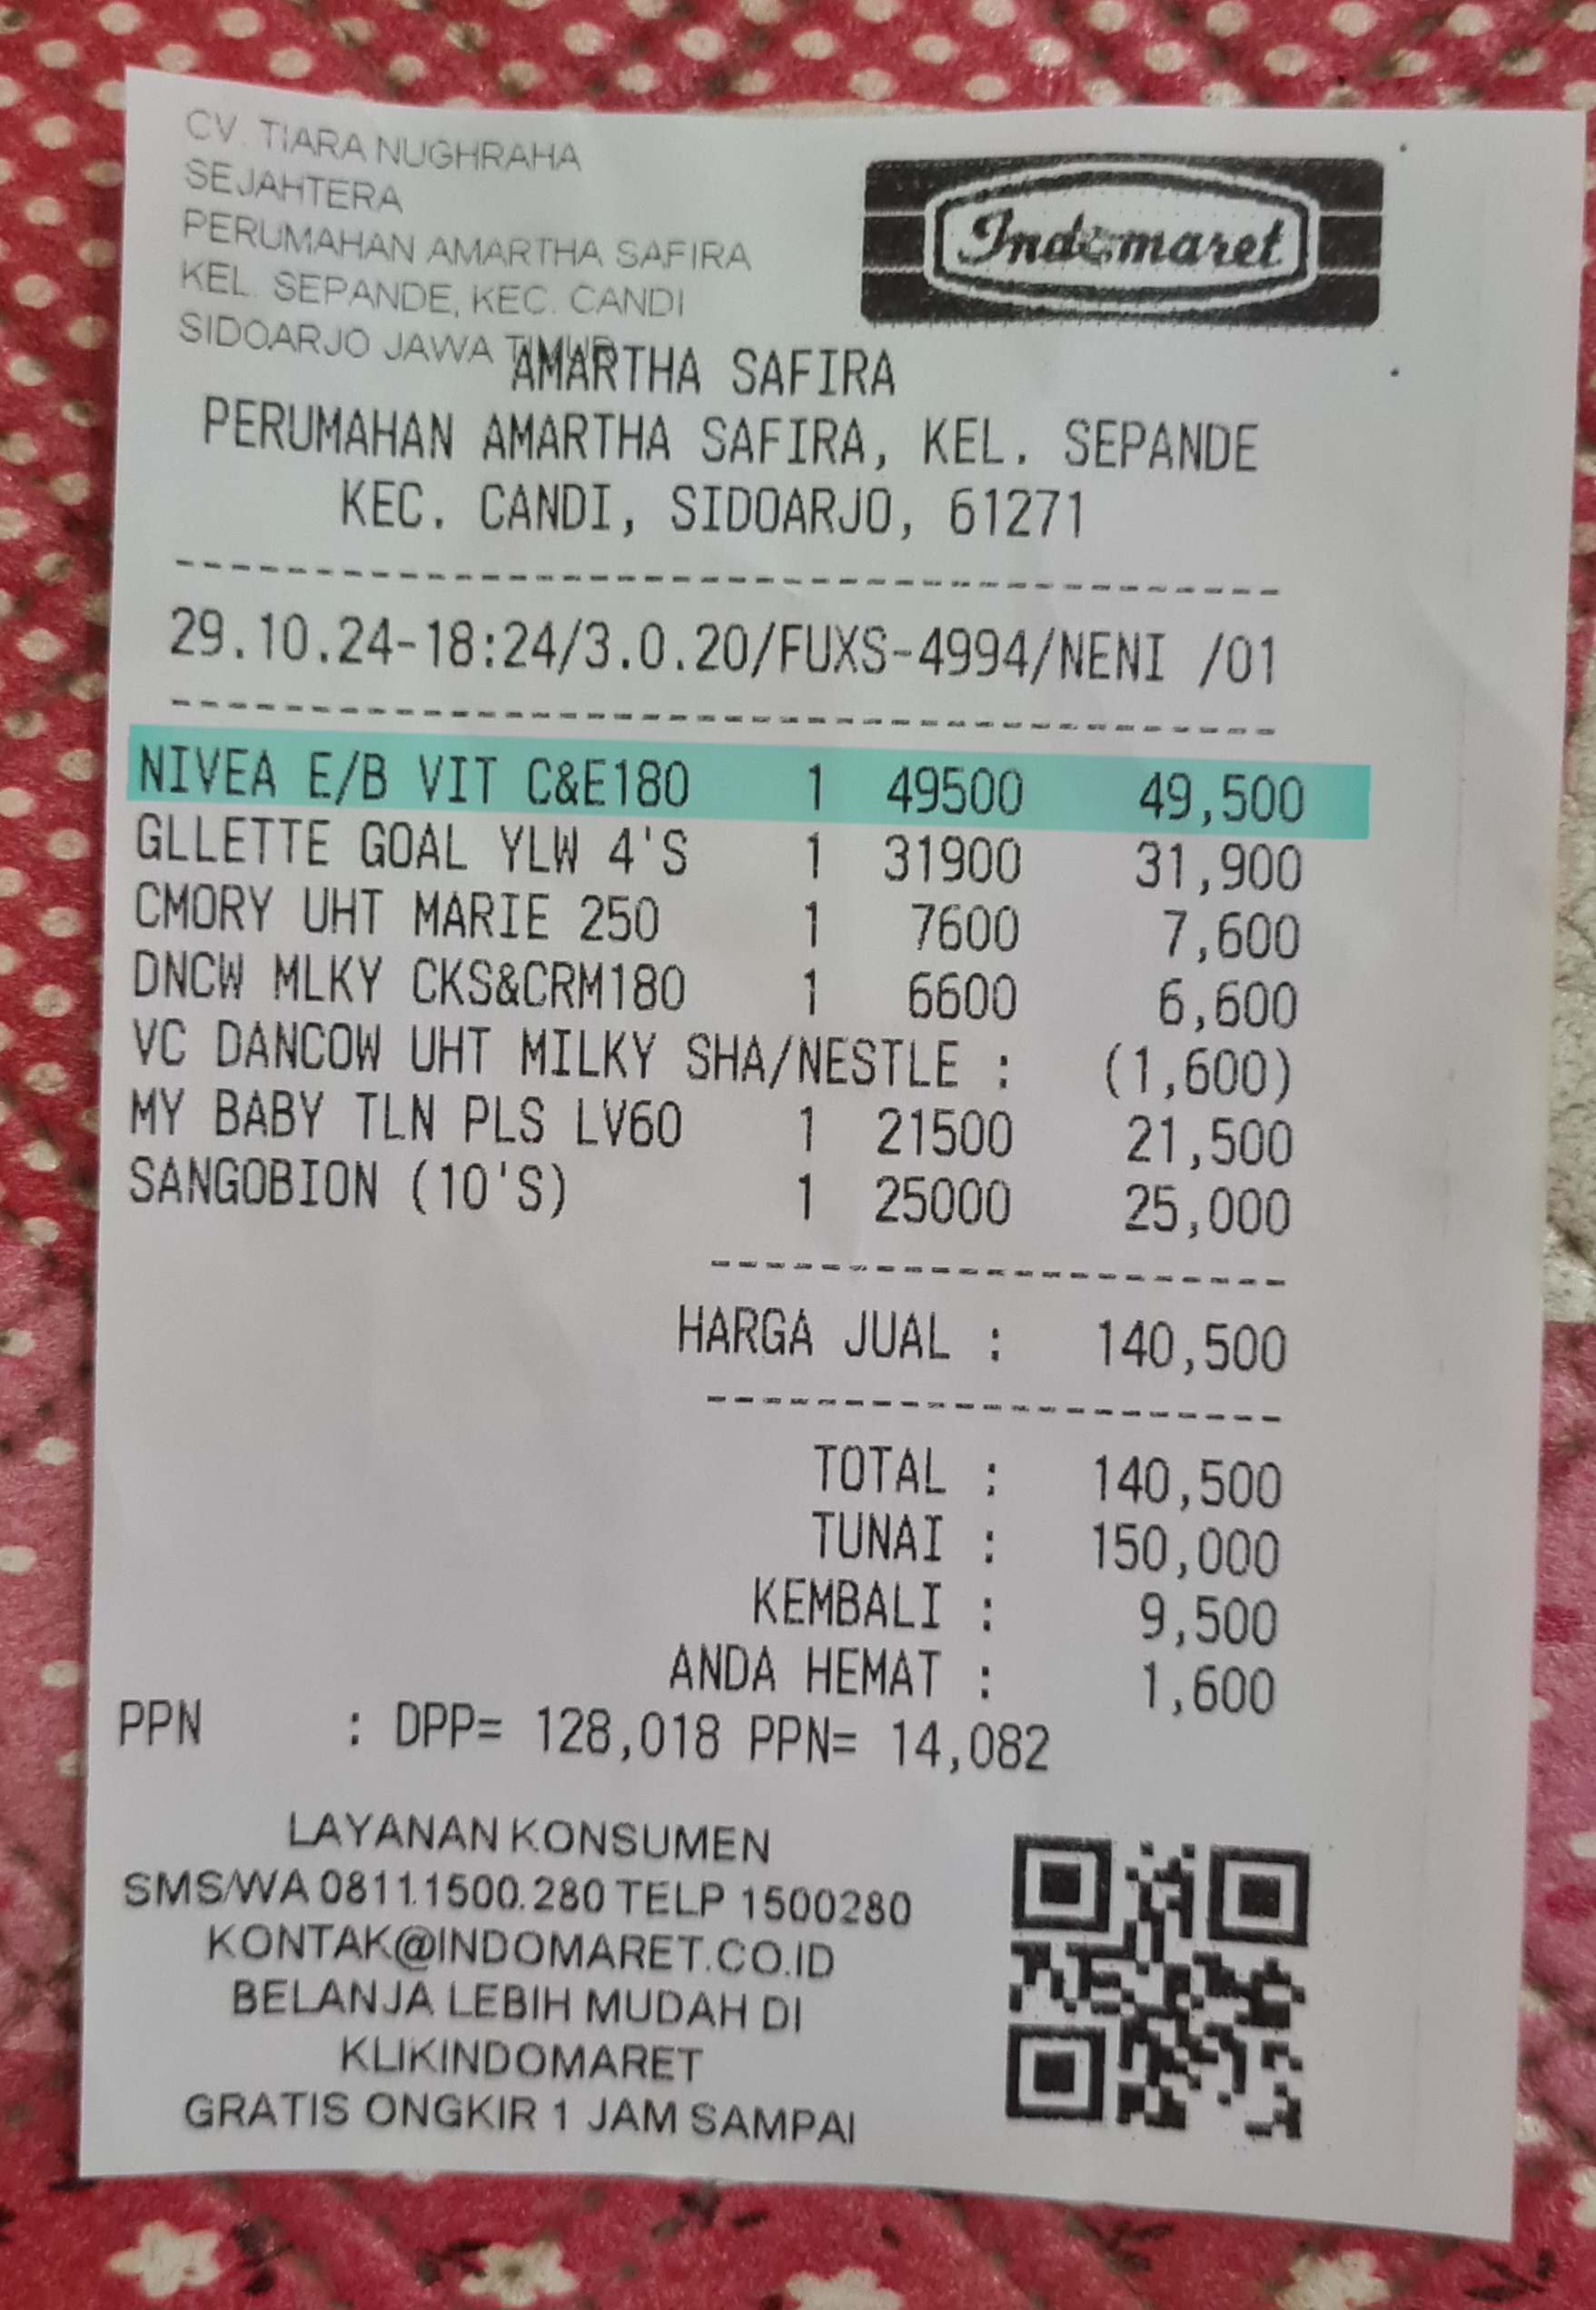 CV. TIARA NUGHRAHA
SEJAHTERA
PERUMAHAN AMARTHA SAFIRA
KEL. SEPANDE, KEC. CANDI
SIDOARJO JAWA TIMUR
Indomaret
AMARTHA SAFIRA
PERUMAHAN AMARTHA SAFIRA, KEL. SEPANDE
KEC. CANDI, SIDOARJO, 61271
29.10.24-18:24/3.0.20/FUXS-4994/NENI /01
NIVEA E/B VIT C&E180 1 49500 49,500
GLLETTE GOAL YLW 4'S 1 31900 31,900
CMORY UHT MARIE 250 1 7600 7,600
DNCW MLKY CKS&CRM180 1 6600 6,600
VC DANCOW UHT MILKY SHA/NESTLE : (1,600)
MY BABY TLN PLS LV60 1 21500 21,500
SANGOBION (10'S) 1 25000 25,000
HARGA JUAL : 140,500
TOTAL : 140,500
TUNAI : 150,000
KEMBALI : 9,500
ANDA HEMAT : 1,600
PPN : DPP= 128,018 PPN= 14,082
LAYANAN KONSUMEN
SMS/WA 0811.1500.280 TELP 1500280
KONTAK@INDOMARET.CO.ID
BELANJA LEBIH MUDAH DI
KLIKINDOMARET
GRATIS ONGKIR 1 JAM SAMPAI